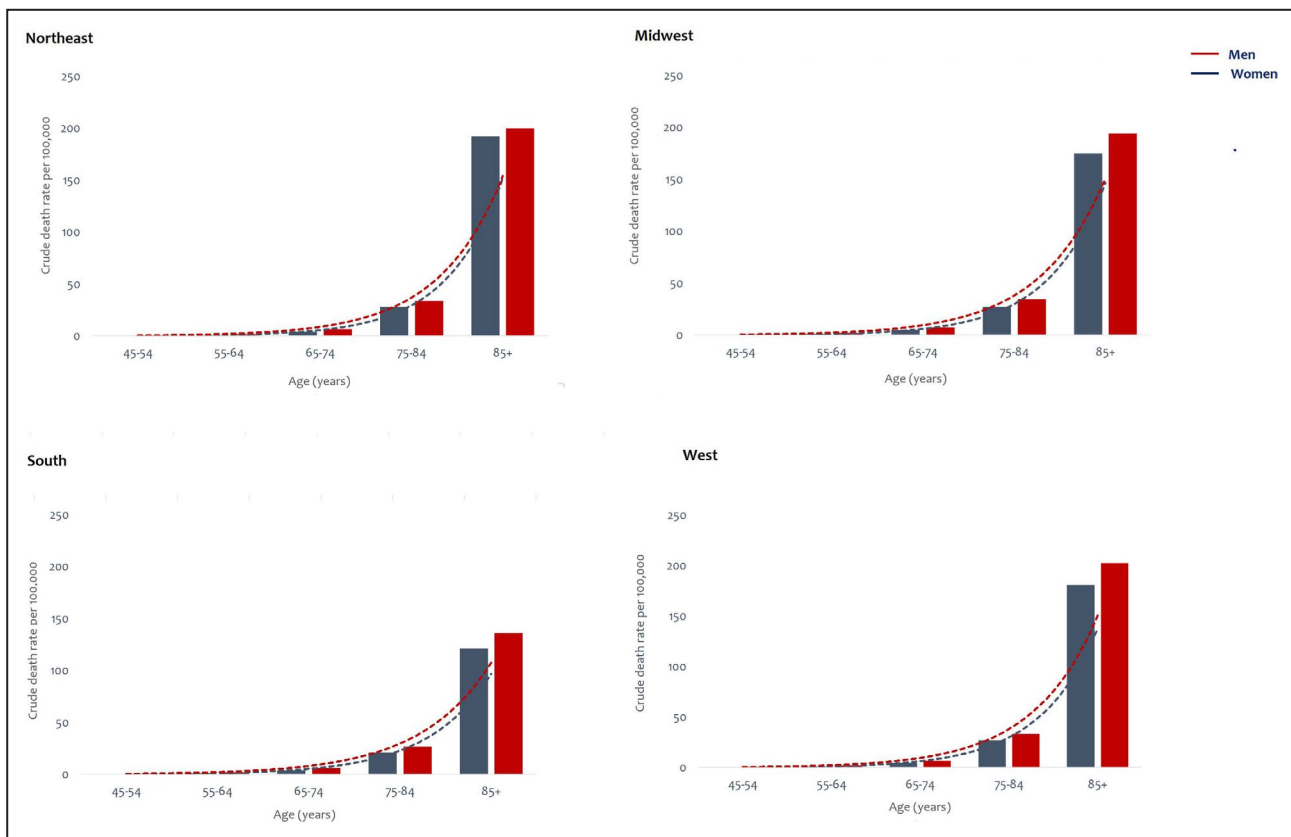 Northeast
250
200
150
100
50
0
Crude death rate per 100,000
45-54 55-64 65-74 75-84 85+
Age (years)
Midwest
250
200
150
100
50
0
Crude death rate per 100,000
45-54 55-64 65-74 75-84 85+
Age (years)
Men
Women
South
250
200
150
100
50
0
Crude death rate per 100,000
45-54 55-64 65-74 75-84 85+
Age (years)
West
250
200
150
100
50
0
Crude death rate per 100,000
45-54 55-64 65-74 75-84 85+
Age (years)